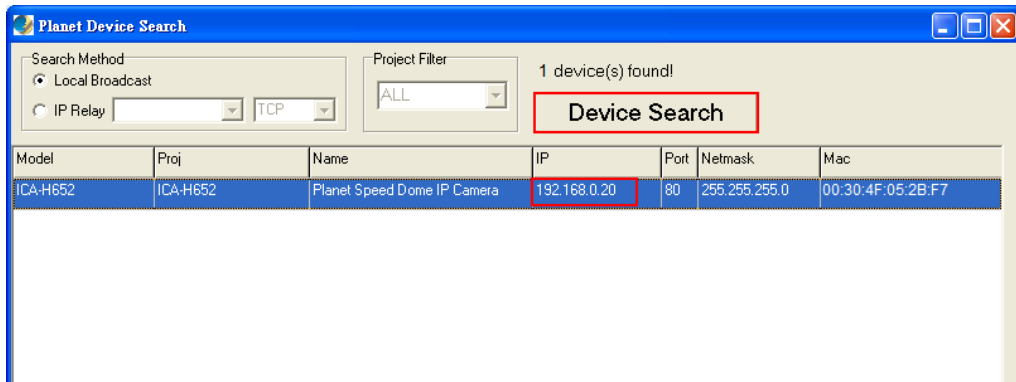 Planet Device Search
Search Method
Local Broadcast
IP Relay TCP
Project Filter
ALL
1 device(s) found!
Device Search
Model Proj Name IP Port Netmask Mac
ICA-H652 ICA-H652 Planet Speed Dome IP Camera 192.168.0.20 80 255.255.255.0 00:30:4F:05:2B:F7